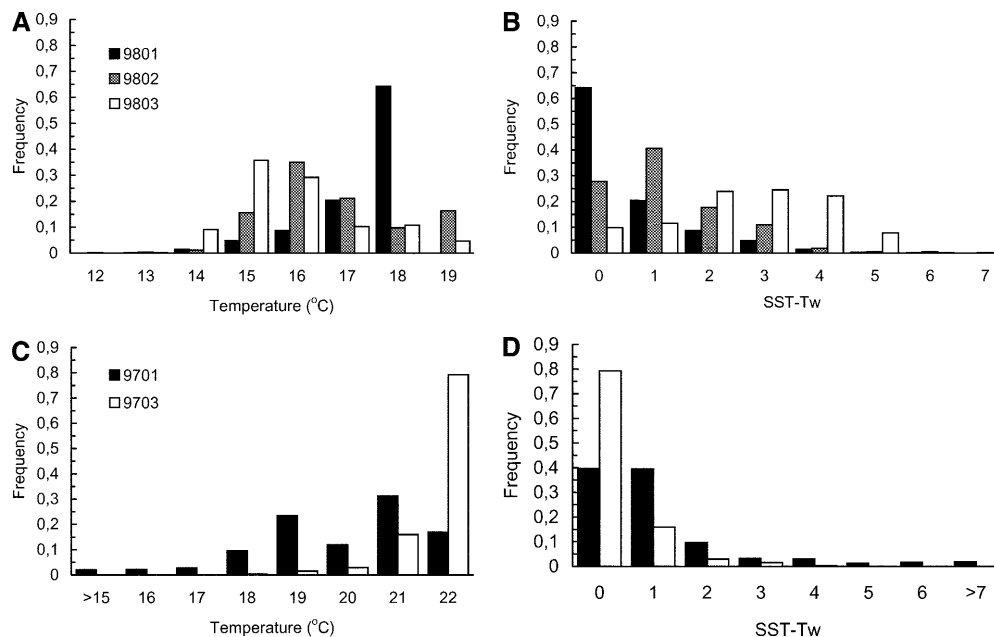 A
0,9
0,8
0,7
0,6
0,5
0,4
0,3
0,2
0,1
0
Frequency
9801
9802
9803
12 13 14 15 16 17 18 19
Temperature (°C)
B
0,9
0,8
0,7
0,6
0,5
0,4
0,3
0,2
0,1
0
Frequency
0 1 2 3 4 5 6 7
SST-Tw
C
0,9
0,8
0,7
0,6
0,5
0,4
0,3
0,2
0,1
0
Frequency
9701
9703
>15 16 17 18 19 20 21 22
Temperature (°C)
D
0,9
0,8
0,7
0,6
0,5
0,4
0,3
0,2
0,1
0
Frequency
0 1 2 3 4 5 6 >7
SST-Tw